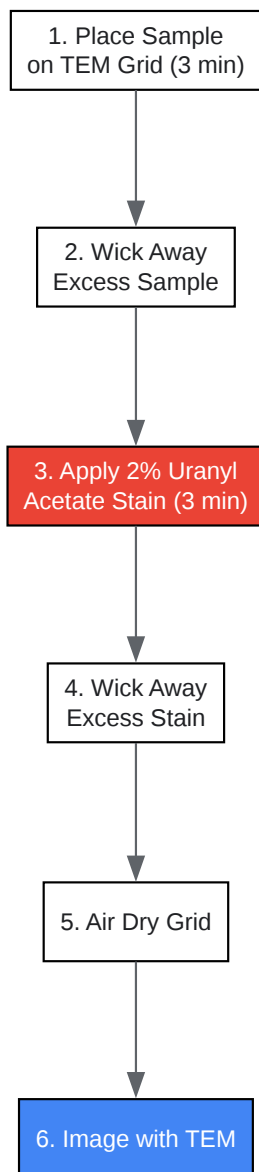 1. Place Sample
on TEM Grid (3 min)
2. Wick Away
Excess Sample
3. Apply 2% Uranyl
Acetate Stain (3 min)
4. Wick Away
Excess Stain
5. Air Dry Grid
6. Image with TEM